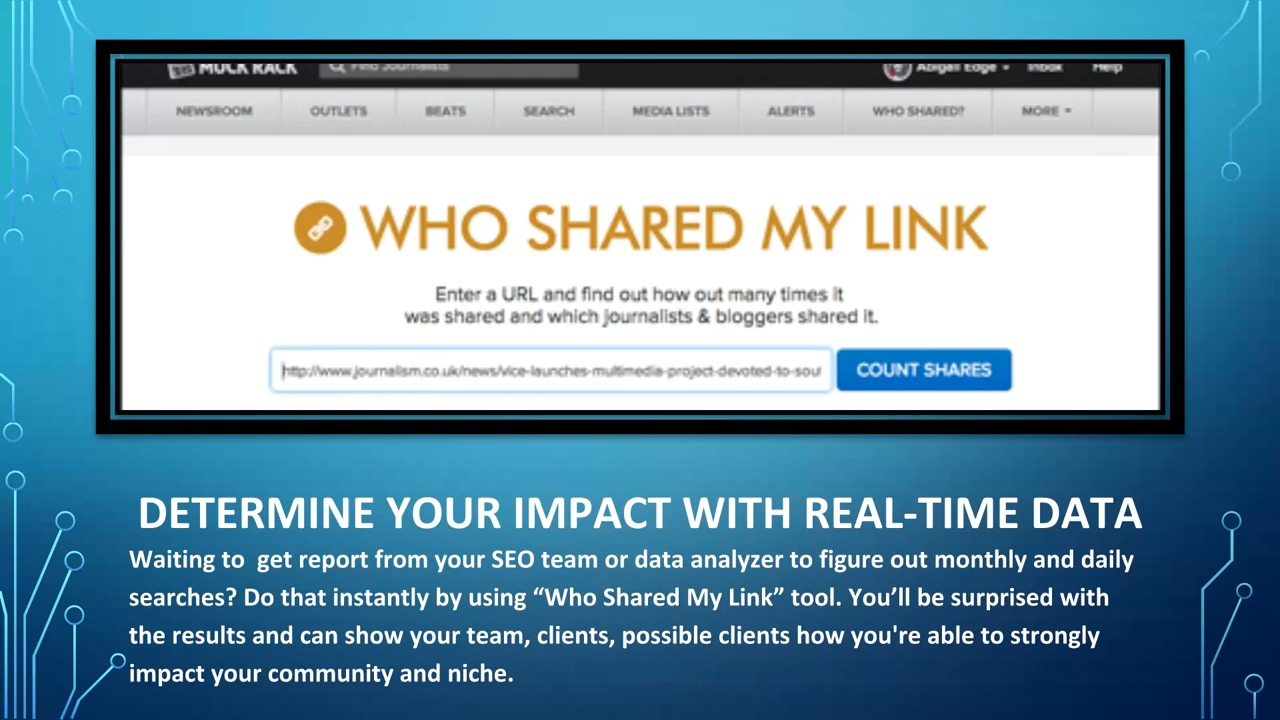 MUCK RACK Find Journalists Abigail Edge Inbox Help
NEWSROOM OUTLETS BEATS SEARCH MEDIA LISTS ALERTS WHO SHARED? MORE
WHO SHARED MY LINK
Enter a URL and find out how out many times it
was shared and which journalists & bloggers shared it.
http://www.journalism.co.uk/news/vice-launches-multimedia-project-devoted-to-sou COUNT SHARES
DETERMINE YOUR IMPACT WITH REAL-TIME DATA
Waiting to  get report from your SEO team or data analyzer to figure out monthly and daily
searches? Do that instantly by using “Who Shared My Link” tool. You’ll be surprised with
the results and can show your team, clients, possible clients how you're able to strongly
impact your community and niche.